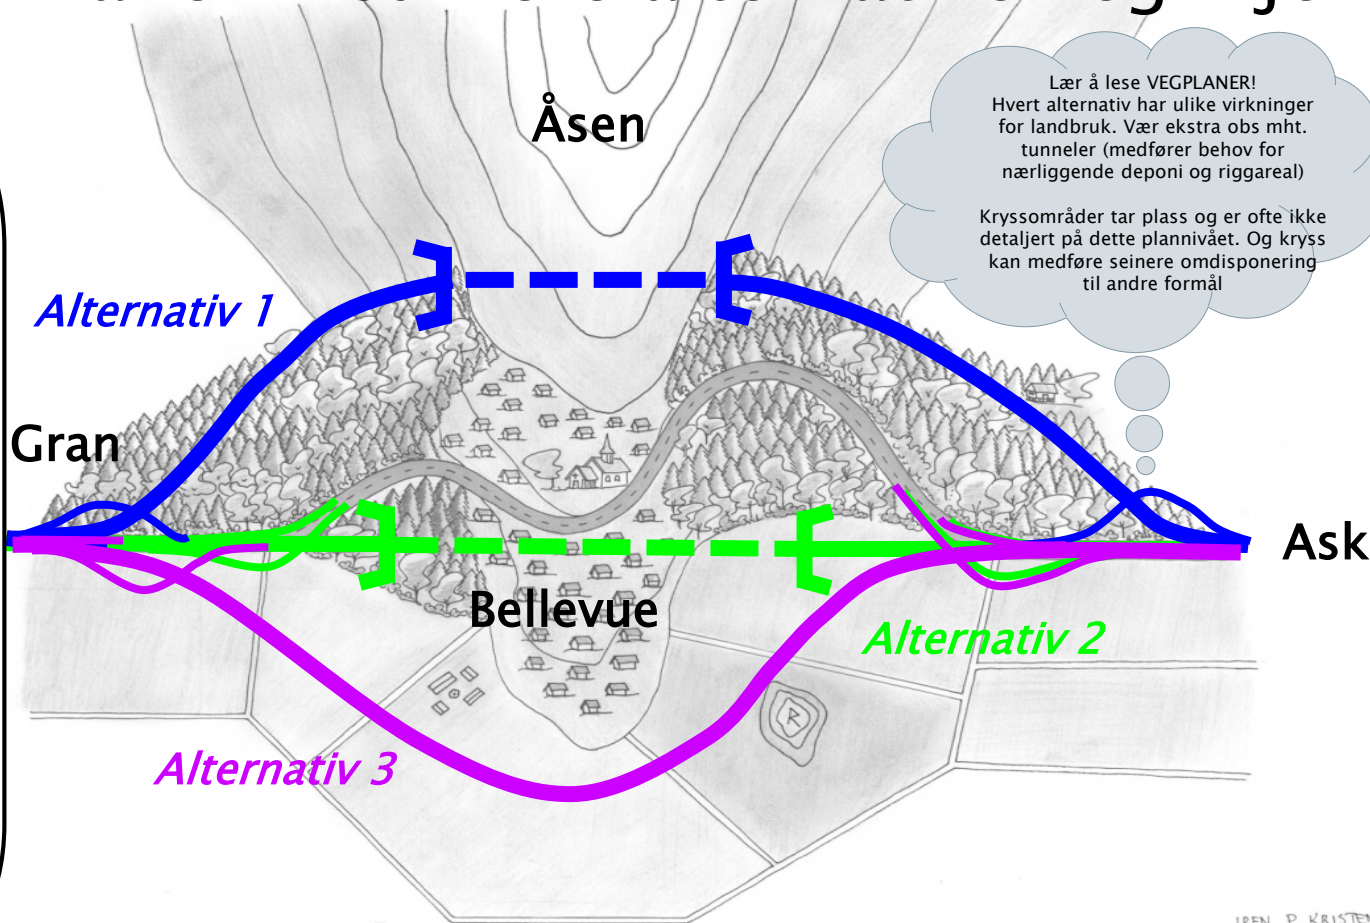 Åsen
Lær å lese VEGPLANER!
Hvert alternativ har ulike virkninger
for landbruk. Vær ekstra obs mht.
tunneler (medfører behov for
nærliggende deponi og riggareal)
Kryssområder tar plass og er ofte ikke
detaljert på dette plannivået. Og kryss
kan medføre seinere omdisponering
til andre formål
Alternativ 1
Gran
Ask
Bellevue
Alternativ 2
R
Alternativ 3